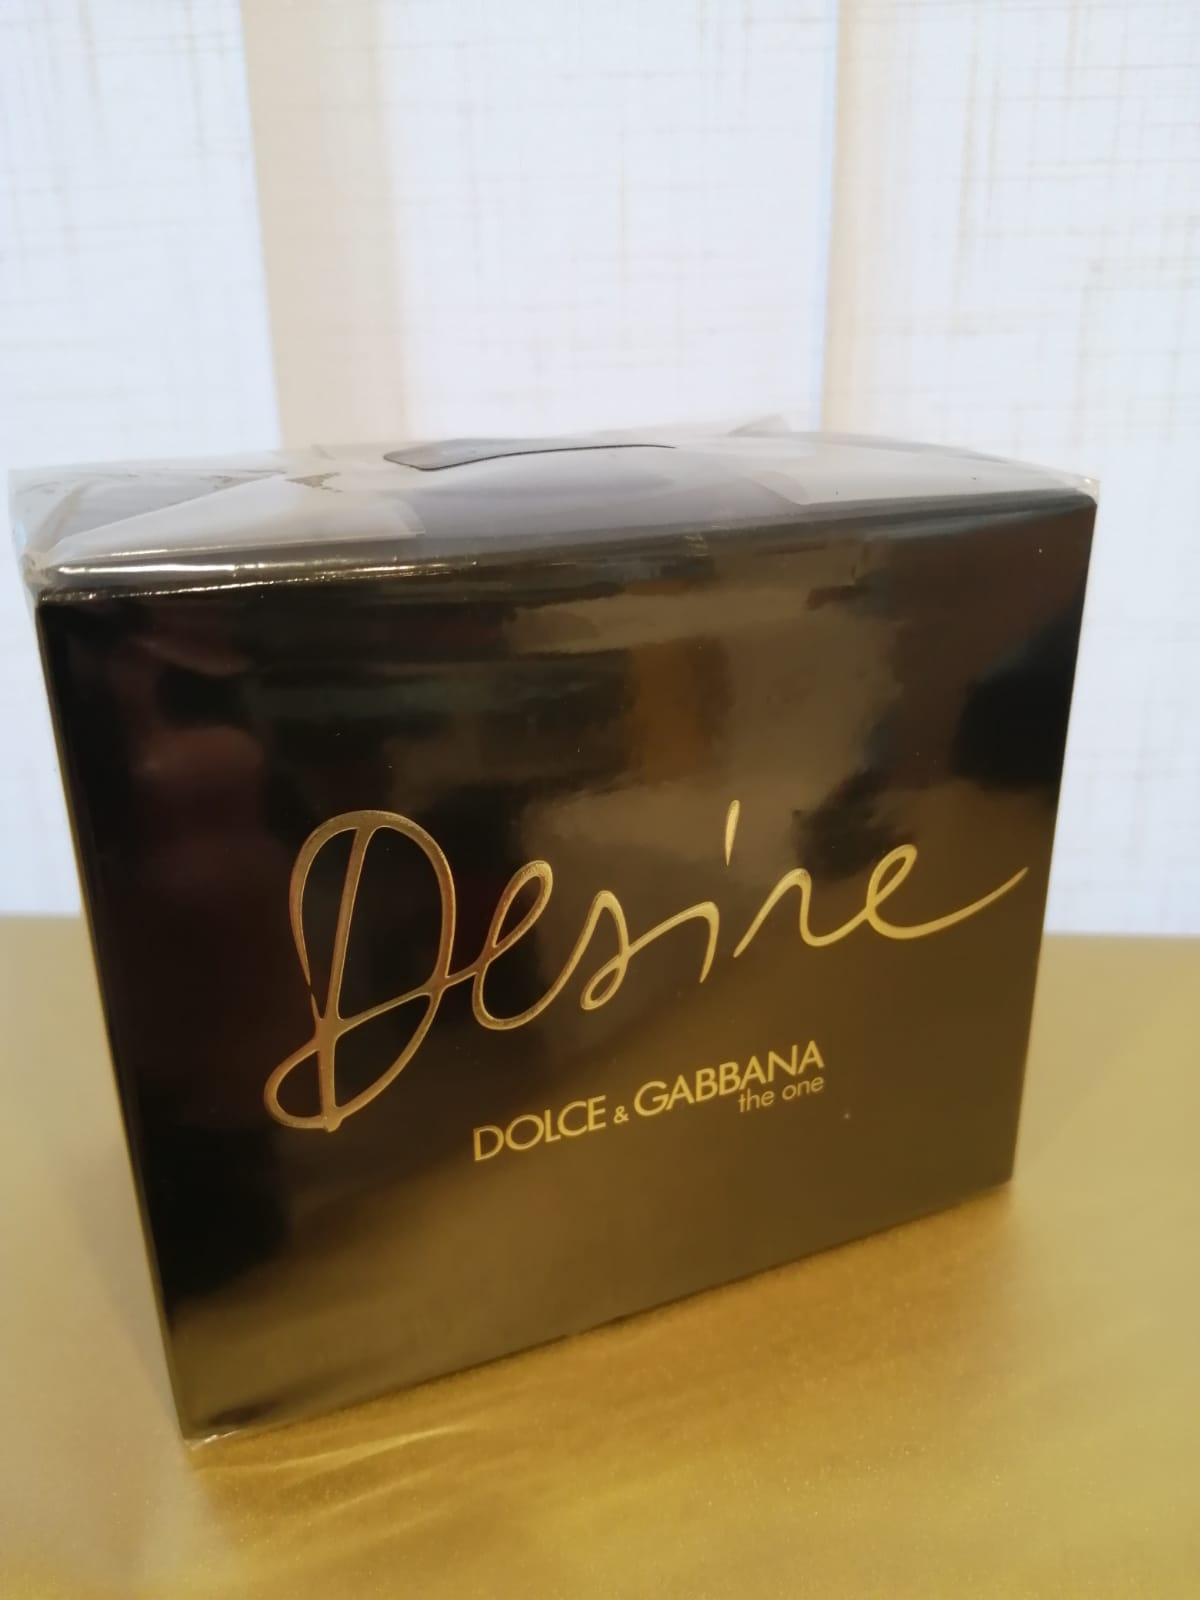 Desire
DOLCE & GABBANA
the one